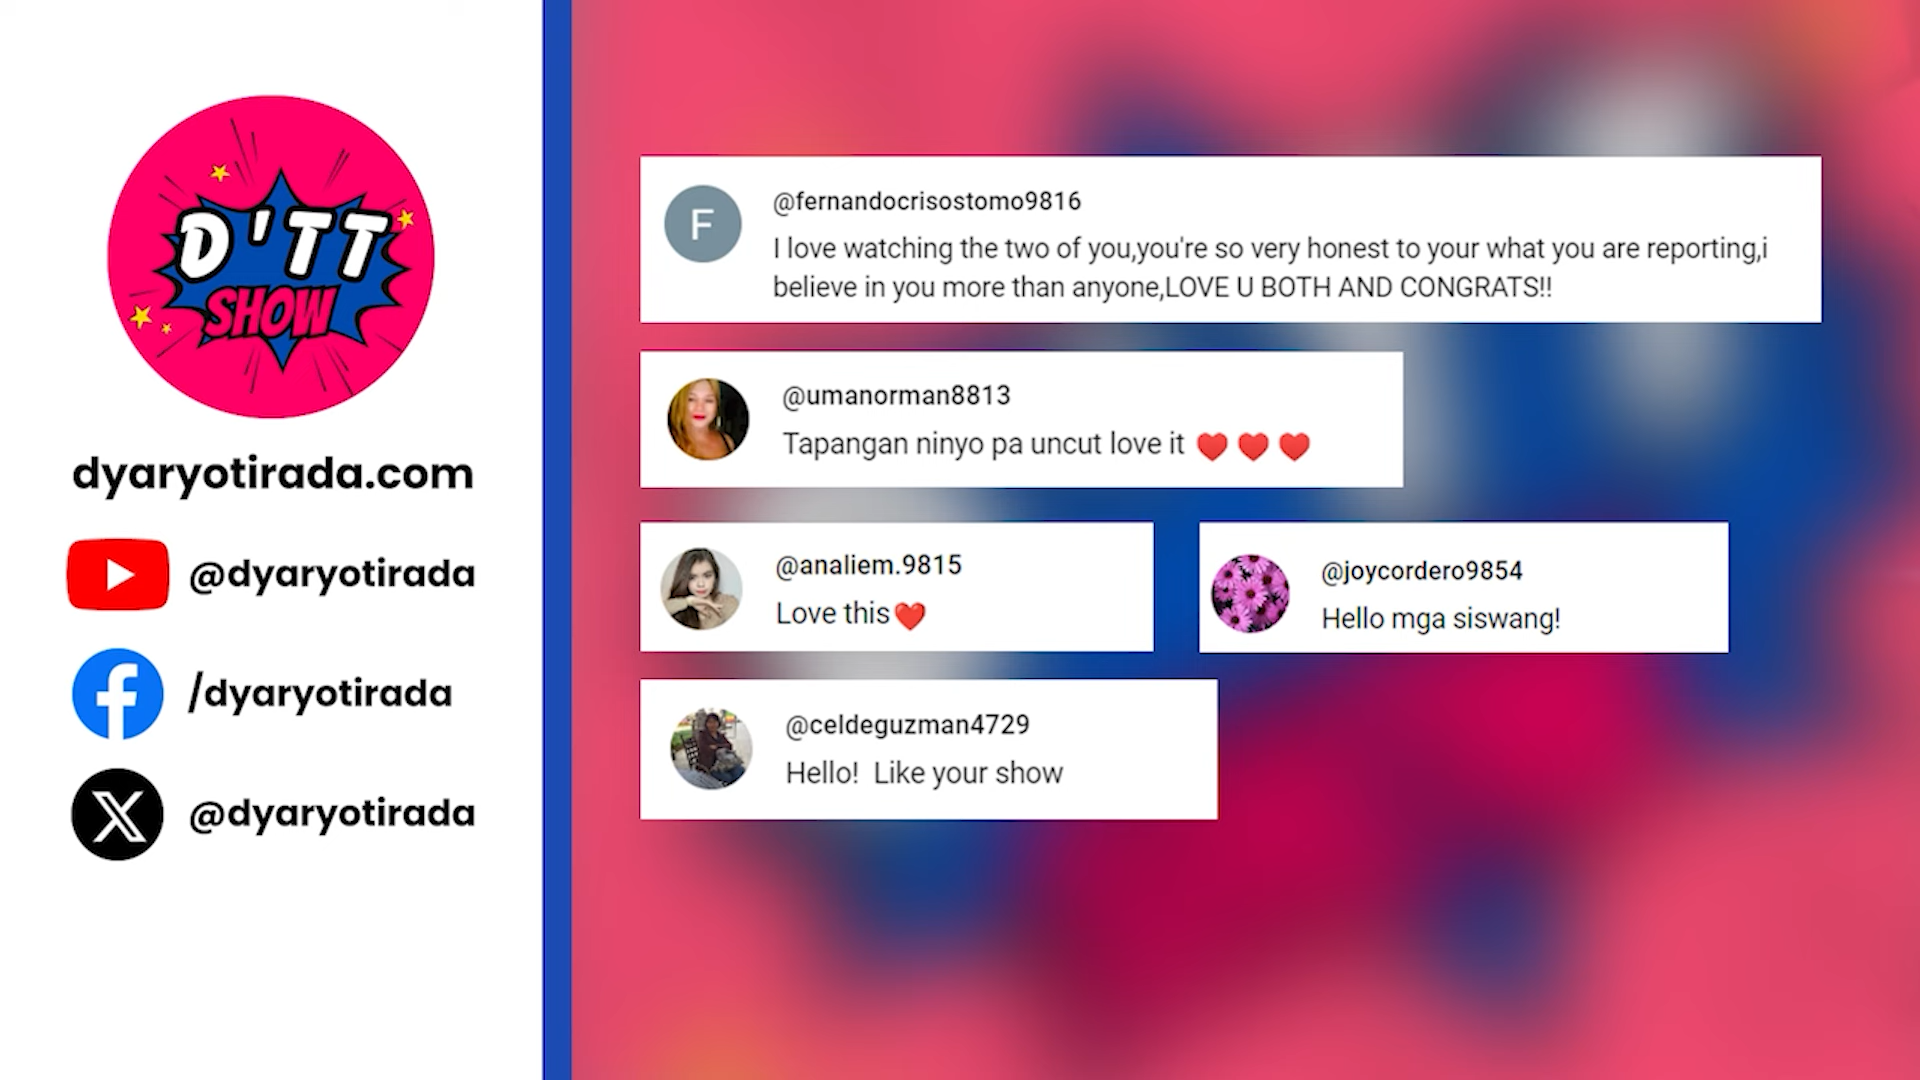 D'TT
SHOW
dyaryotirada.com
@dyaryotirada
/dyaryotirada
@dyaryotirada
F
@fernandocrisostomo9816
I love watching the two of you,you're so very honest to your what you are reporting,i
believe in you more than anyone,LOVE U BOTH AND CONGRATS!!
@umanorman8813
Tapangan ninyo pa uncut love it ♥️♥️♥️
@analiem.9815
Love this❤️
@joycordero9854
Hello mga siswang!
@celdeguzman4729
Hello!  Like your show